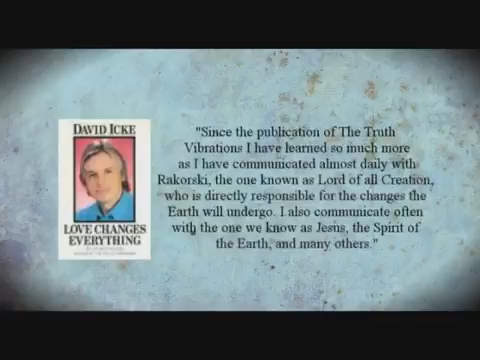 DAVID ICKE
LOVE CHANGES
EVERYTHING
"Since the publication of The Truth
Vibrations I have learned so much more
as I have communicated almost daily with
Rakorski, the one known as Lord of all Creation,
who is directly responsible for the changes the
Earth will undergo. I also communicate often
with the one we know as Jesus, the Spirit of
the Earth, and many others."